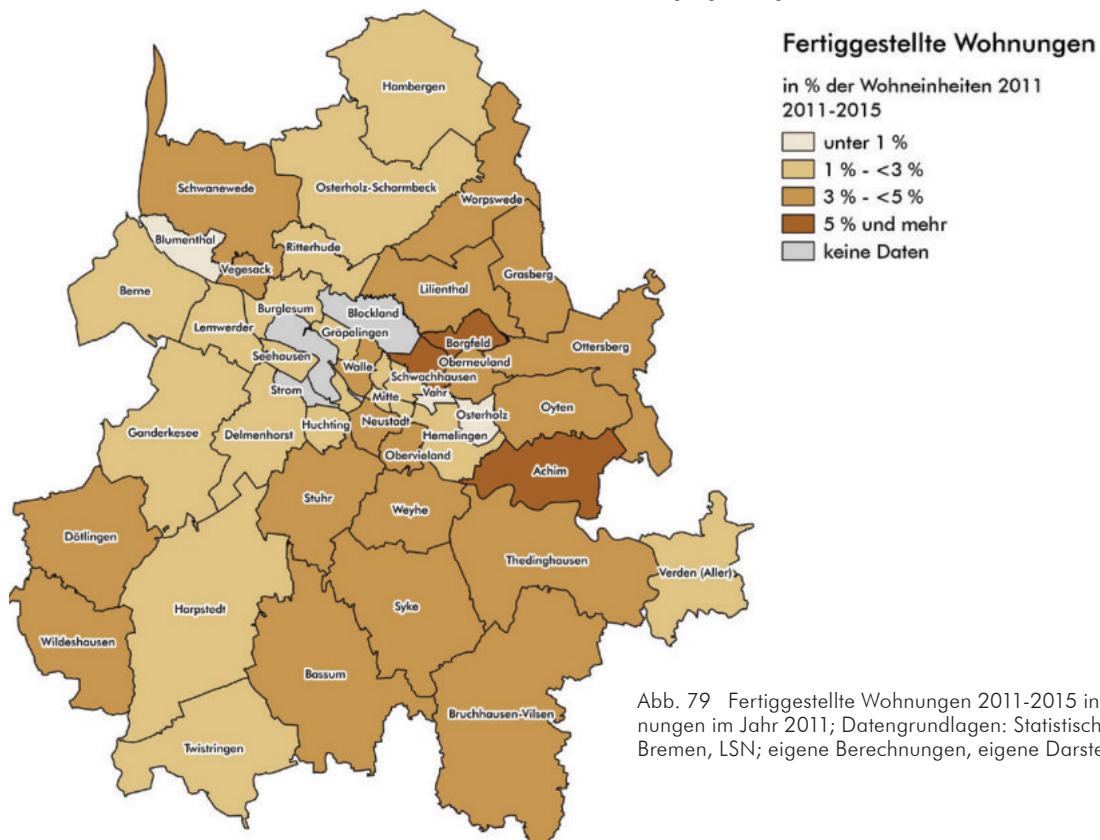 Fertiggestellte Wohnungen
in % der Wohneinheiten 2011
2011-2015
unter 1 %
1 % - <3 %
3 % - <5 %
5 % und mehr
keine Daten
Hambergen
Schwanewede
Osterholz-Scharmbeck
Worpswede
Blumenthal
Ritterhude
Vegesack
Grasberg
Berne
Lilienthal
Burglesum
Blockland
Lemwerder
Gröpelingen
Borgfeld
Ottersberg
Seehausen
Oberneuland
Walle
Schwachhausen
Strom
Mitte
Vahr
Oyten
Osterholz
Ganderkesee
Delmenhorst
Huchting
Neustadt
Hemelingen
Obervieland
Achim
Stuhr
Weyhe
Dötlingen
Thedinghausen
Verden (Aller)
Harpstedt
Syke
Wildeshausen
Bassum
Bruchhausen-Vilsen
Twistringen
Abb. 79 Fertiggestellte Wohnungen 2011-2015 in
nungen im Jahr 2011; Datengrundlagen: Statistisch
Bremen, LSN; eigene Berechnungen, eigene Darste